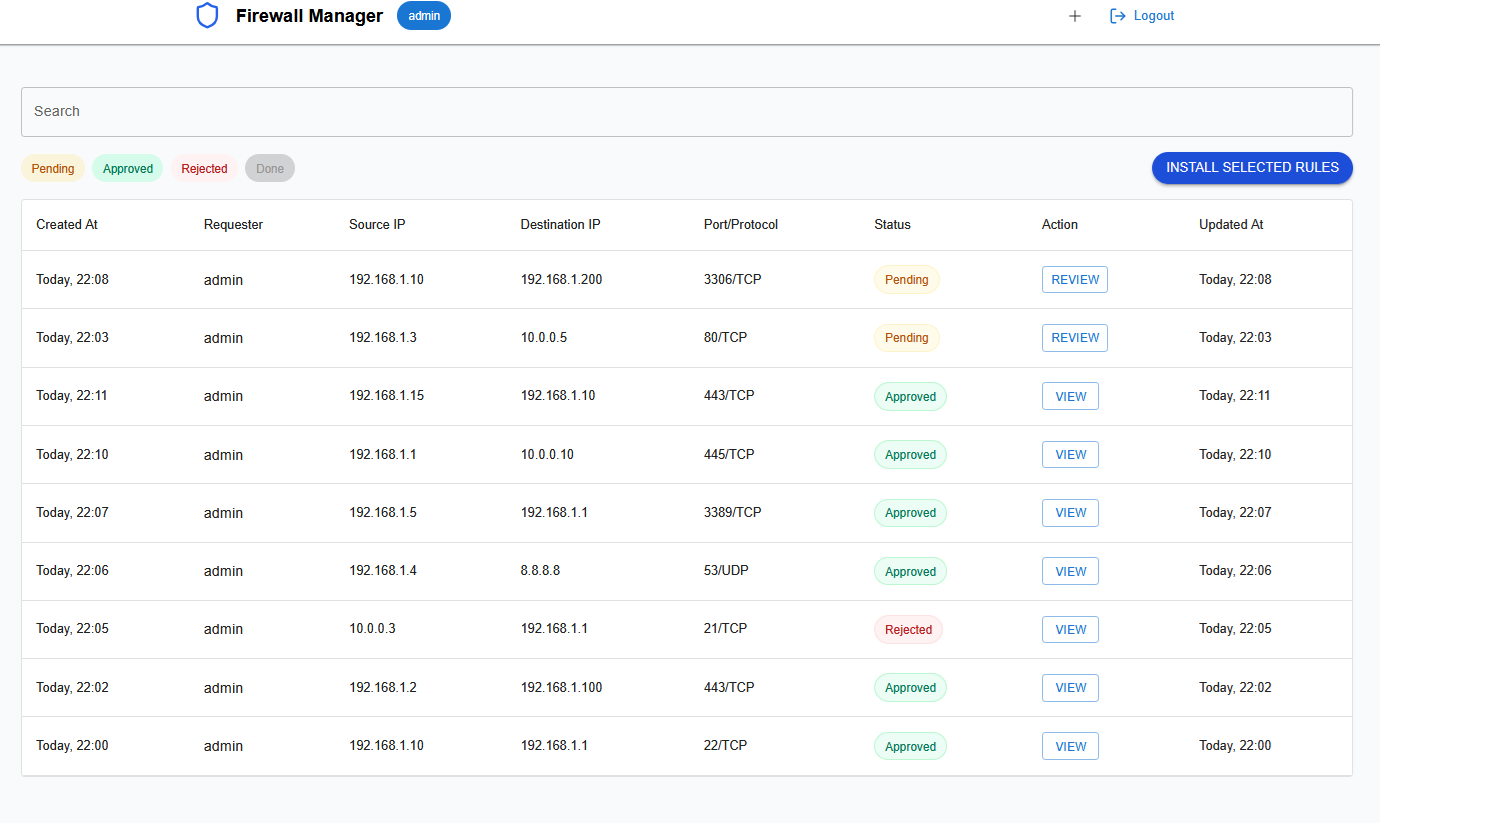 Firewall Manager admin Logout
Search
Pending Approved Rejected Done INSTALL SELECTED RULES
Created At Requester Source IP Destination IP Port/Protocol Status Action Updated At
Today, 22:08 admin 192.168.1.10 192.168.1.200 3306/TCP Pending REVIEW Today, 22:08
Today, 22:03 admin 192.168.1.3 10.0.0.5 80/TCP Pending REVIEW Today, 22:03
Today, 22:11 admin 192.168.1.15 192.168.1.10 443/TCP Approved VIEW Today, 22:11
Today, 22:10 admin 192.168.1.1 10.0.0.10 445/TCP Approved VIEW Today, 22:10
Today, 22:07 admin 192.168.1.5 192.168.1.1 3389/TCP Approved VIEW Today, 22:07
Today, 22:06 admin 192.168.1.4 8.8.8.8 53/UDP Approved VIEW Today, 22:06
Today, 22:05 admin 10.0.0.3 192.168.1.1 21/TCP Rejected VIEW Today, 22:05
Today, 22:02 admin 192.168.1.2 192.168.1.100 443/TCP Approved VIEW Today, 22:02
Today, 22:00 admin 192.168.1.10 192.168.1.1 22/TCP Approved VIEW Today, 22:00